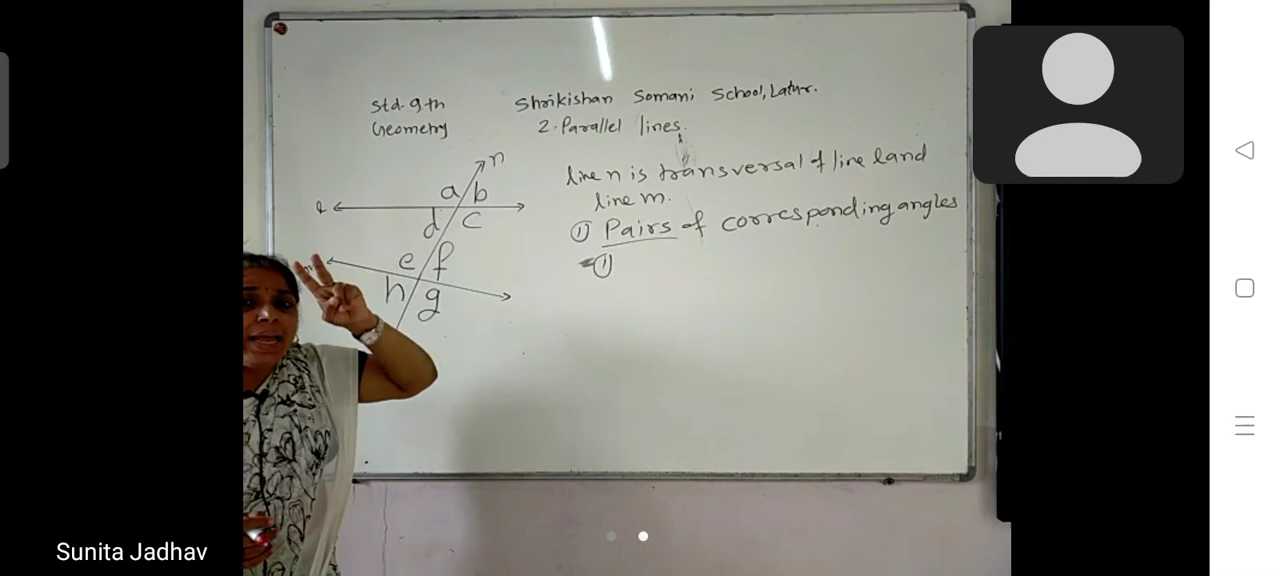 Std. 9th
Geometry
Shrikishan Somani School, Latur.
2. Parallel lines.
line n is transversal of line l and
line m.
① Pairs of corresponding angles
①
n
a b
l
d c
e f
m
h g
Sunita Jadhav